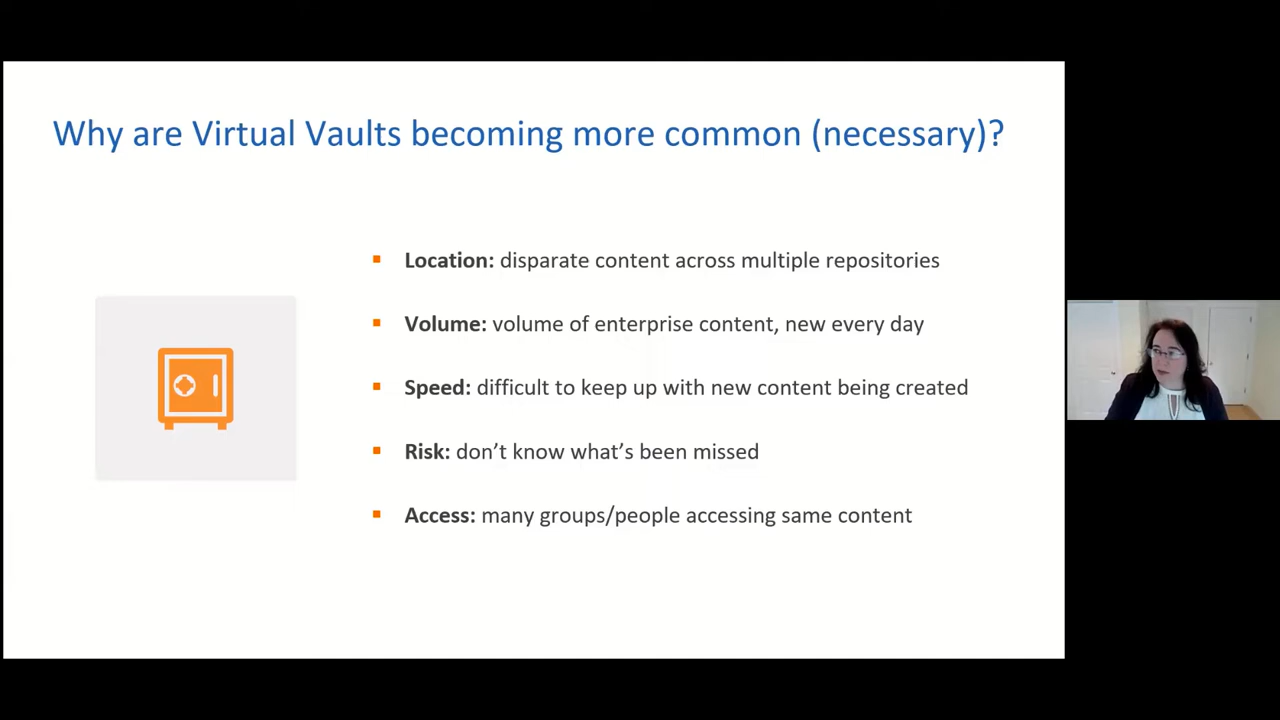 Why are Virtual Vaults becoming more common (necessary)?
Location: disparate content across multiple repositories
Volume: volume of enterprise content, new every day
Speed: difficult to keep up with new content being created
Risk: don’t know what’s been missed
Access: many groups/people accessing same content